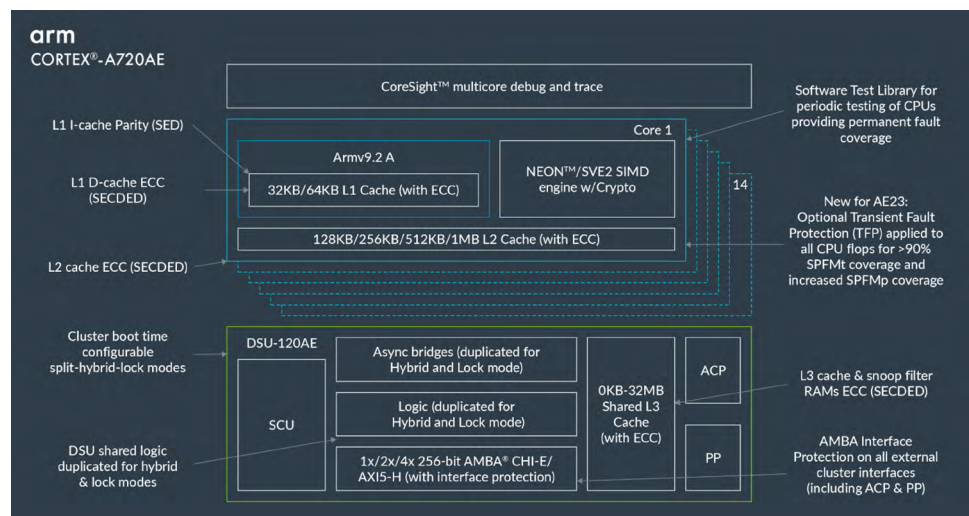 arm
CORTEX®-A720AE
CoreSight™ multicore debug and trace
L1 I-cache Parity (SED)
L1 D-cache ECC
(SECDED)
L2 cache ECC (SECDED)
Core 1
Armv9.2 A
32KB/64KB L1 Cache (with ECC)
NEON™/SVE2 SIMD
engine w/Crypto
128KB/256KB/512KB/1MB L2 Cache (with ECC)
14
Software Test Library for
periodic testing of CPUs
providing permanent fault
coverage
New for AE23:
Optional Transient Fault
Protection (TFP) applied to
all CPU flops for >90%
SPFMt coverage and
increased SPFMp coverage
Cluster boot time
configurable
split-hybrid-lock modes
DSU shared logic
duplicated for hybrid
& lock modes
DSU-120AE
SCU
Async bridges (duplicated for
Hybrid and Lock mode)
Logic (duplicated for
Hybrid and Lock mode)
1x/2x/4x 256-bit AMBA® CHI-E/
AXI5-H (with interface protection)
0KB-32MB
Shared L3
Cache
(with ECC)
ACP
PP
L3 cache & snoop filter
RAMs ECC (SECDED)
AMBA Interface
Protection on all external
cluster interfaces
(including ACP & PP)